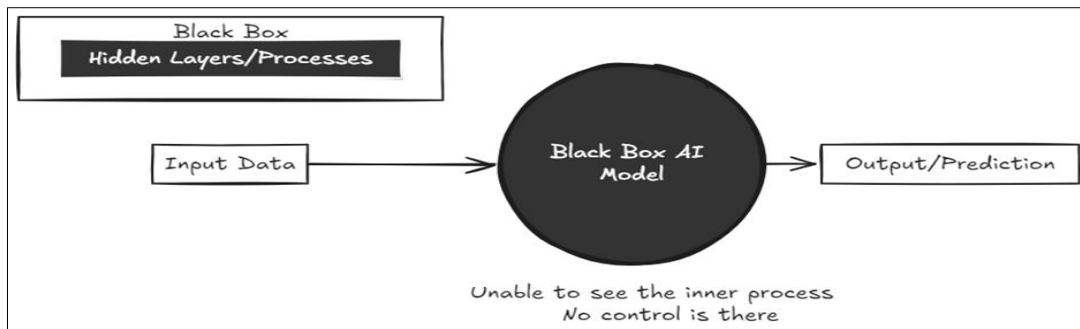 Black Box
Hidden Layers/Processes
Input Data
Black Box AI
Model
Output/Prediction
Unable to see the inner process
No control is there